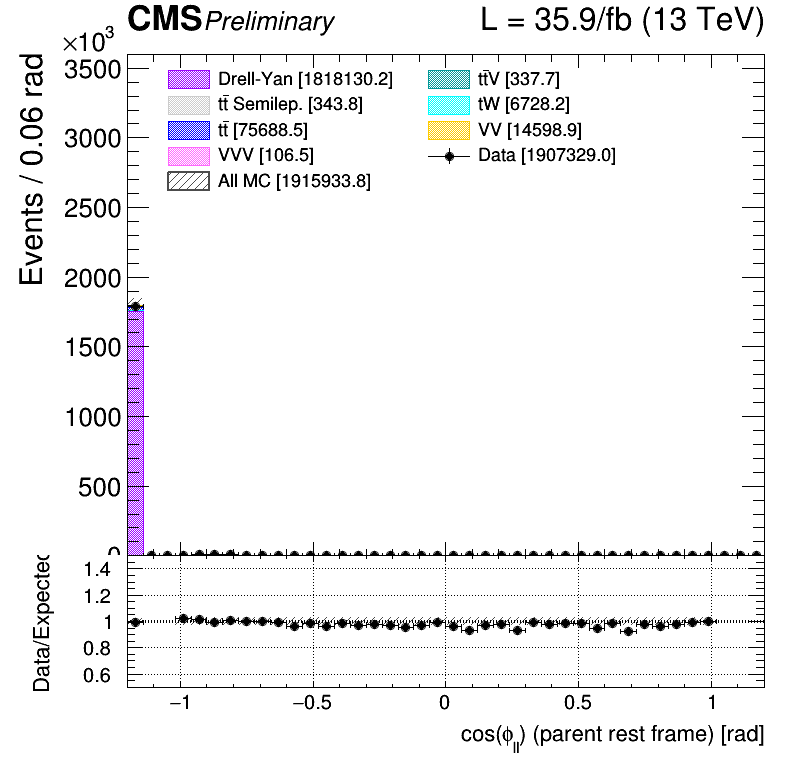 CMS Preliminary L = 35.9/fb (13 TeV)
×10³
Events / 0.06 rad
3500
3000
2500
2000
1500
1000
500
0
Drell-Yan [1818130.2]
tt̄ Semilep. [343.8]
tt̄ [75688.5]
VVV [106.5]
All MC [1915933.8]
tt̄V [337.7]
tW [6728.2]
VV [14598.9]
Data [1907329.0]
Data/Expected
1.4
1.2
1
0.8
0.6
−1 −0.5 0 0.5 1
cos(ϕ_ll) (parent rest frame) [rad]